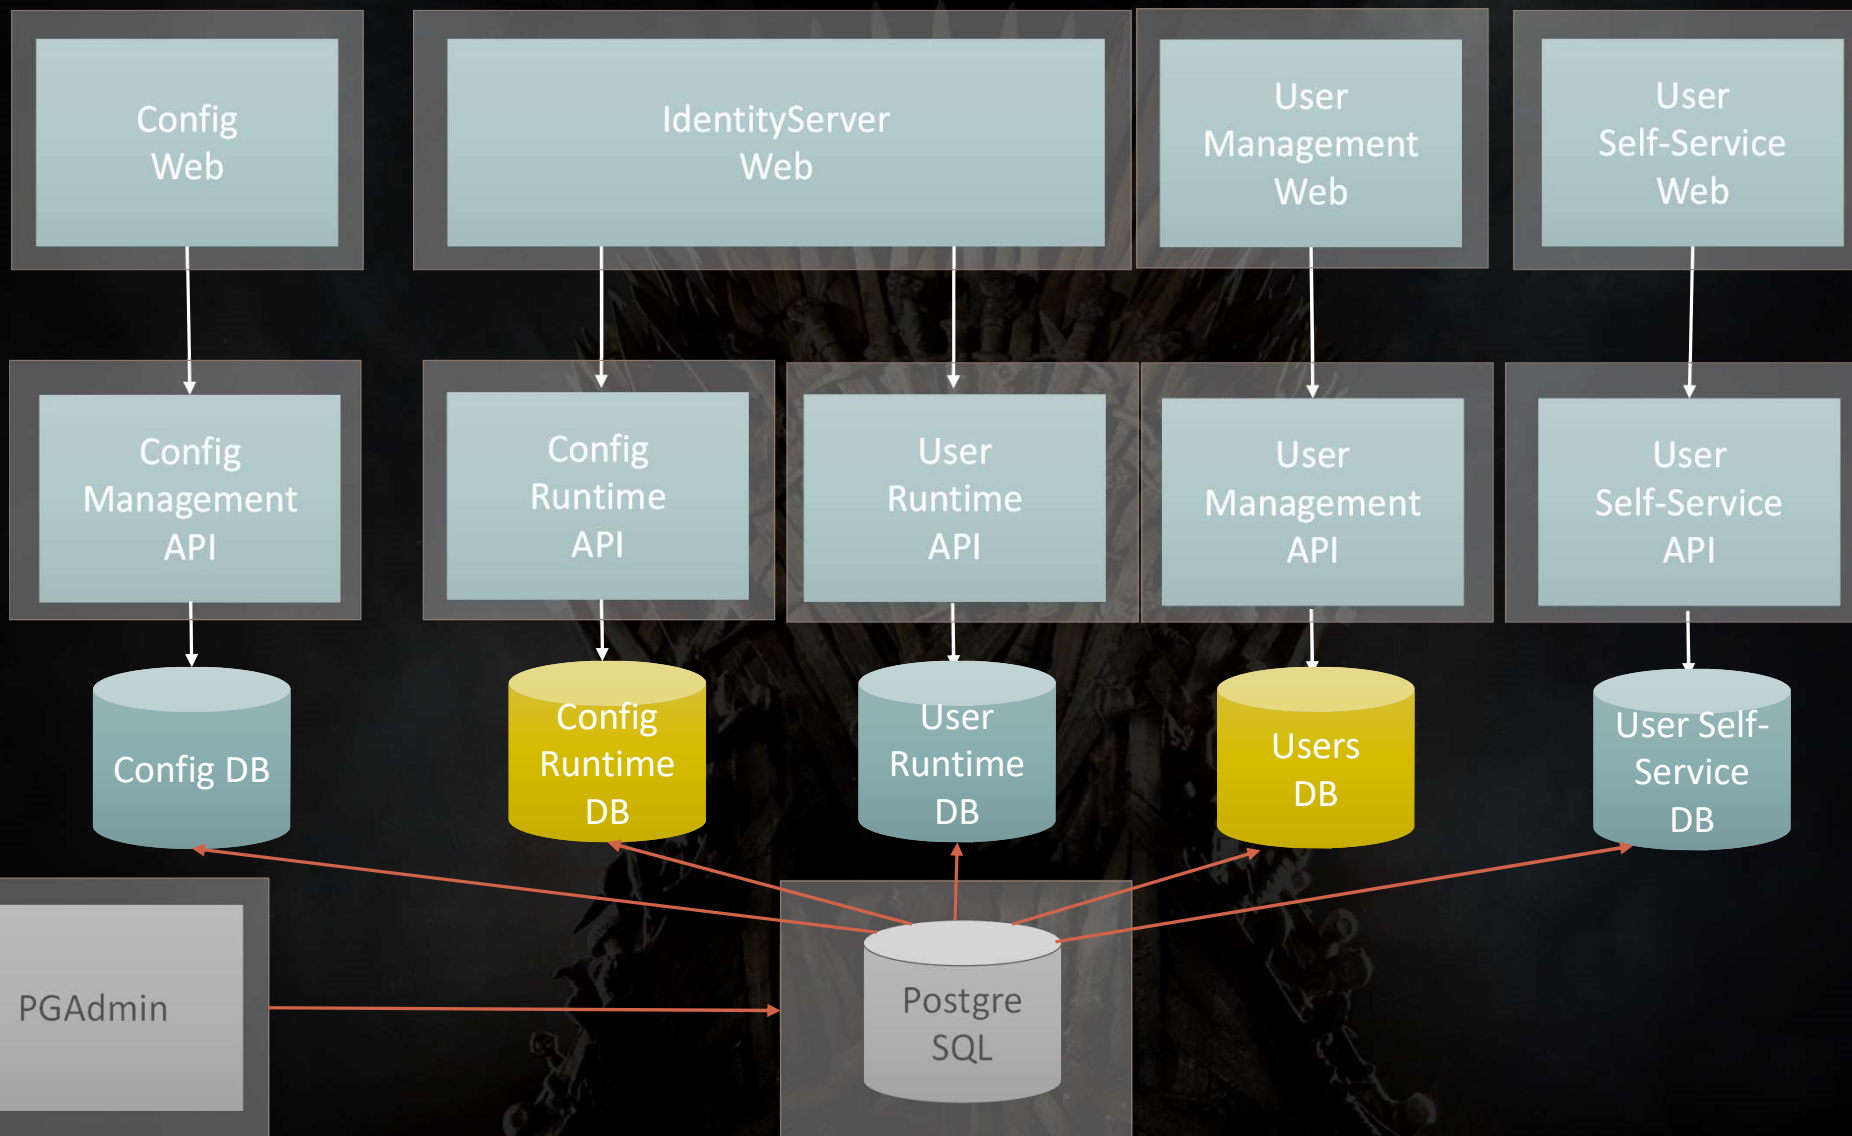 Config
Web
IdentityServer
Web
User
Management
Web
User
Self-Service
Web
Config
Management
API
Config
Runtime
API
User
Runtime
API
User
Management
API
User
Self-Service
API
Config DB
Config
Runtime
DB
User
Runtime
DB
Users
DB
User Self-
Service
DB
PGAdmin
Postgre
SQL